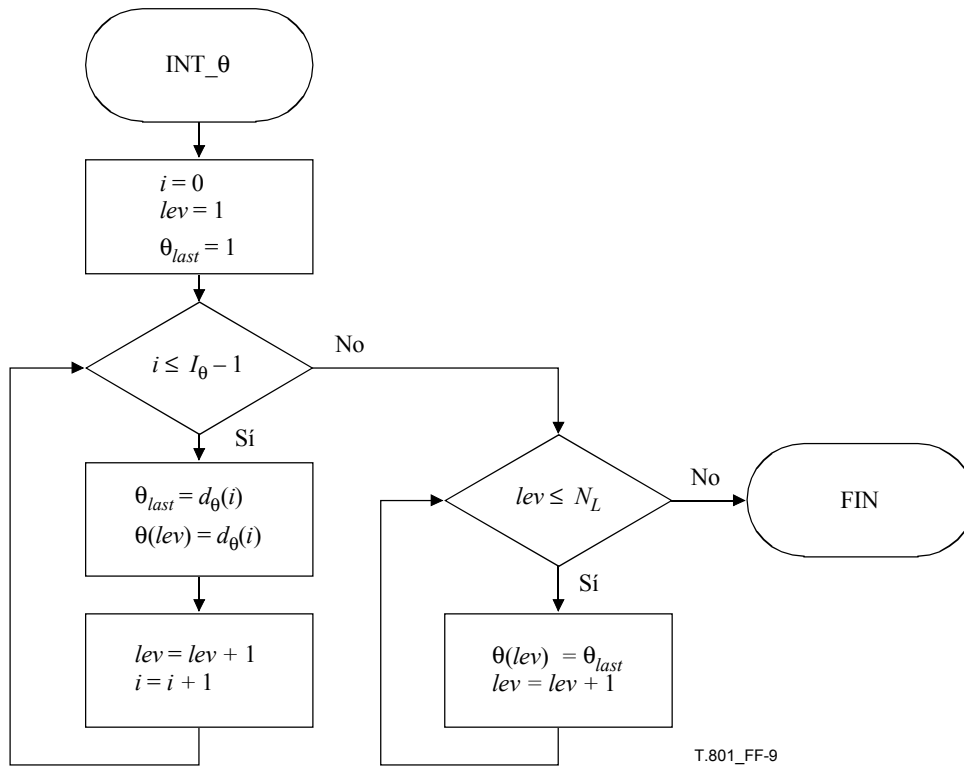 INT_θ
i = 0
lev = 1
θlast = 1
i ≤ Iθ – 1
No
Sí
θlast = dθ(i)
θ(lev) = dθ(i)
lev = lev + 1
i = i + 1
lev ≤ NL
No
FIN
Sí
θ(lev) = θlast
lev = lev + 1
T.801_FF-9